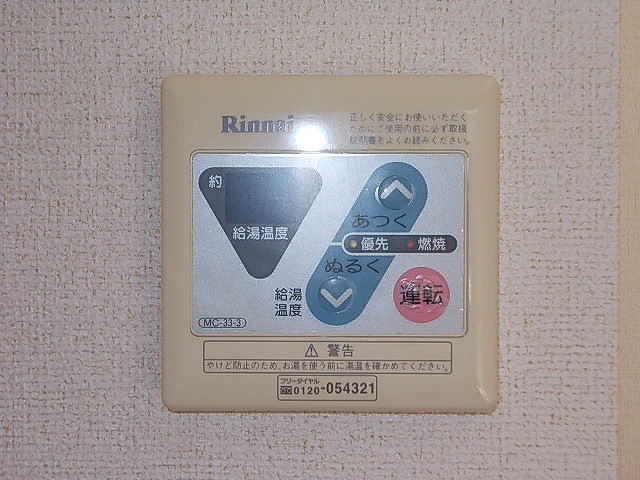 Rinnai
正しく安全にお使いいただく
ためにご使用の前に必ず取扱
説明書をよくお読みください。
約
給湯温度
あつく
優先 燃焼
ぬるく
給湯
温度
運転
MC-33-3
⚠ 警告
やけど防止のため、お湯を使う前に湯温を確かめてください。
フリーダイヤル
0120-054321